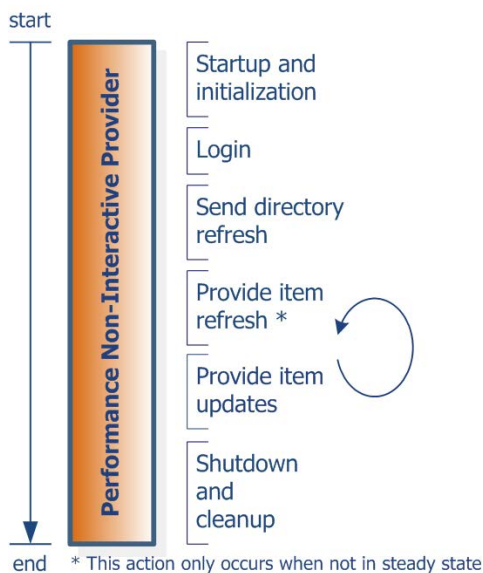 start
Performance Non-Interactive Provider
Startup and
initialization
Login
Send directory
refresh
Provide item
refresh *
Provide item
updates
Shutdown
and
cleanup
end
* This action only occurs when not in steady state